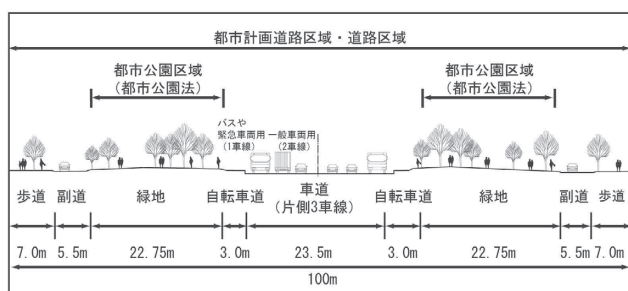 都市計画道路区域・道路区域
都市公園区域
(都市公園法)
都市公園区域
(都市公園法)
バスや
緊急車両用 一般車両用
(1車線) (2車線)
歩道 副道 緑地 自転車道 車道 自転車道 緑地 副道 歩道
(片側3車線)
7.0m 5.5m 22.75m 3.0m 23.5m 3.0m 22.75m 5.5m 7.0m
100m